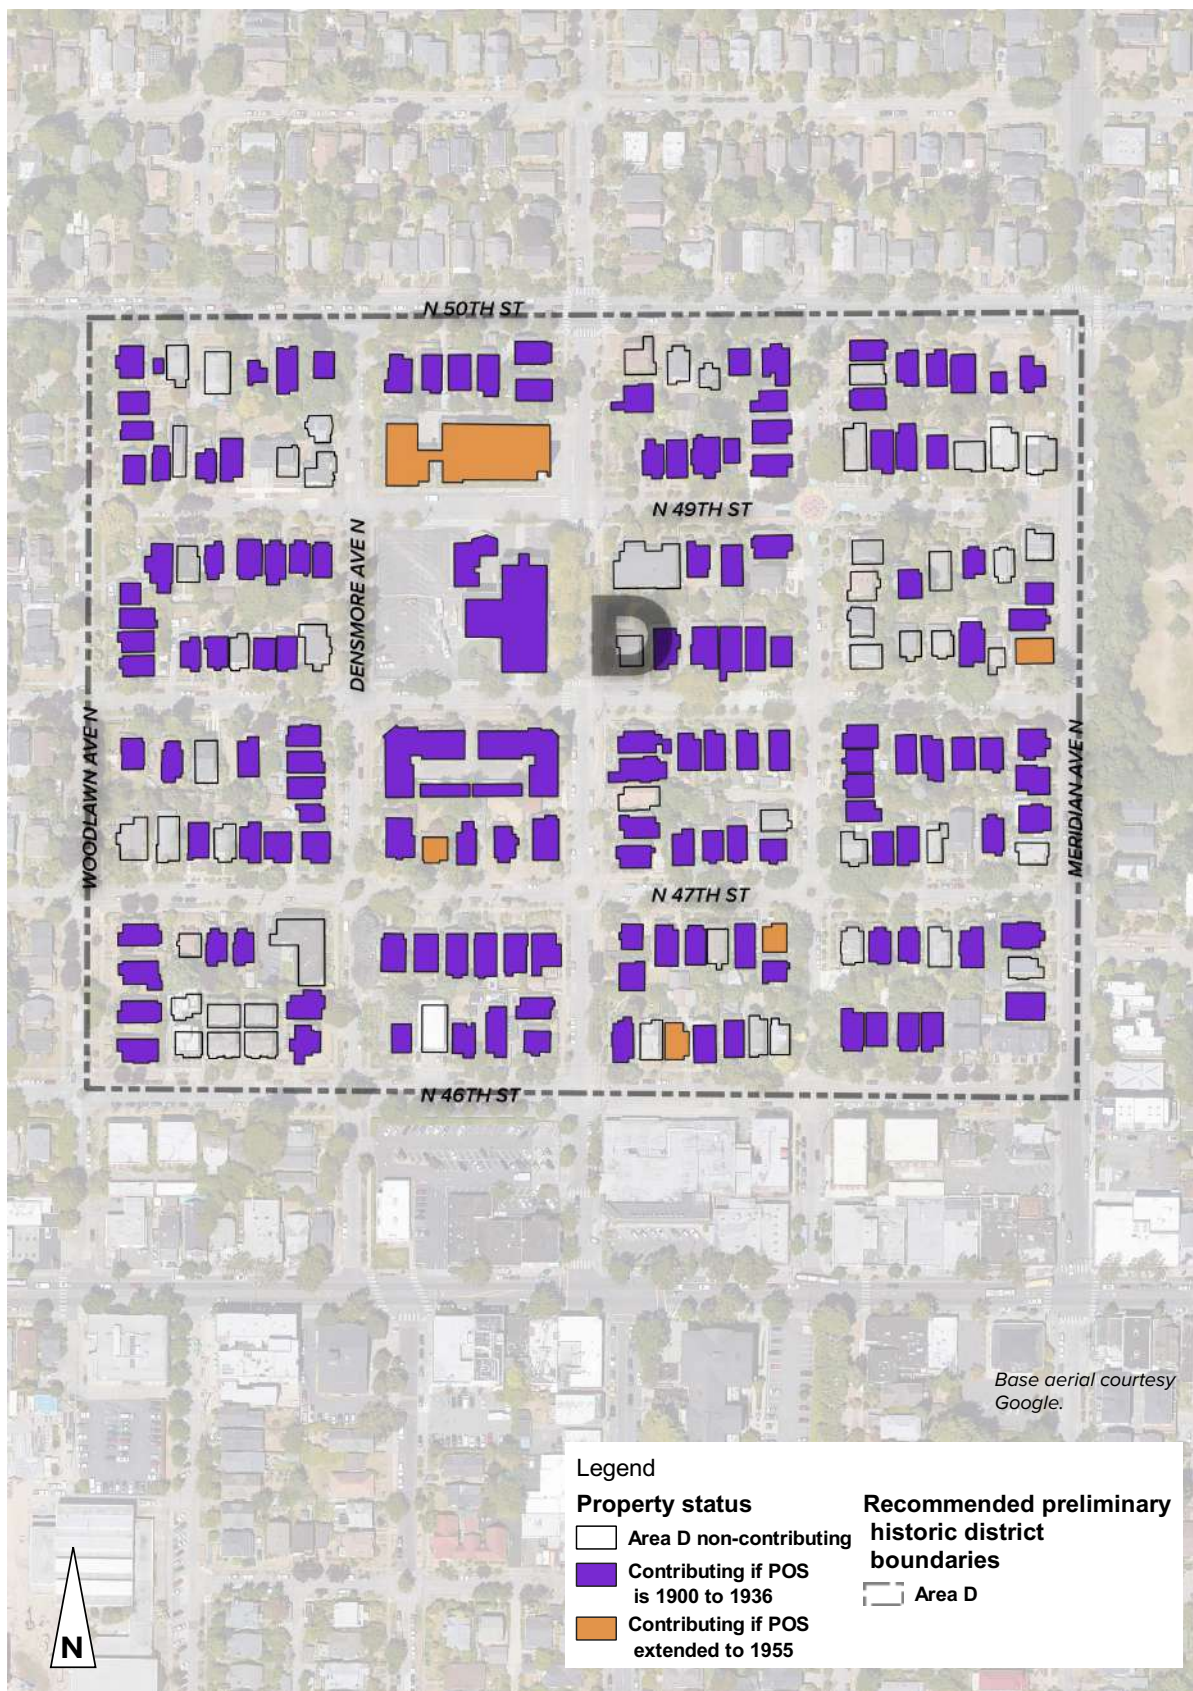 N 50TH ST
N 49TH ST
DENSMORE AVE N
D
WOODLAWN AVE N
MERIDIAN AVE N
N 47TH ST
N 46TH ST
Base aerial courtesy
Google.
Legend
Property status
Area D non-contributing
Contributing if POS
is 1900 to 1936
Contributing if POS
extended to 1955
Recommended preliminary
historic district
boundaries
Area D
N